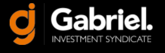 Gabriel.
INVESTMENT SYNDICATE